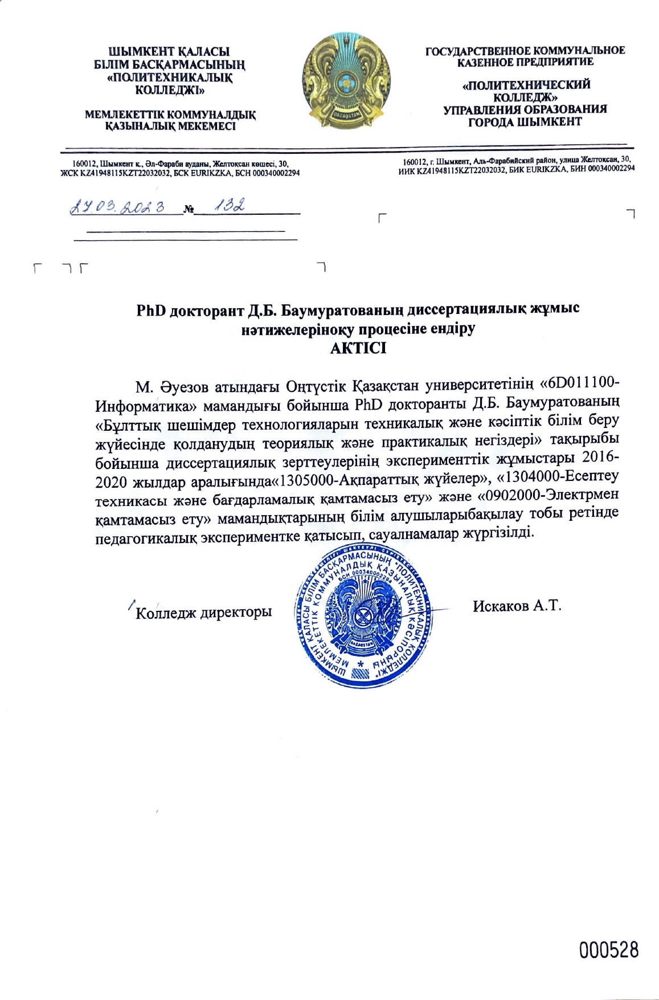 ШЫМКЕНТ ҚАЛАСЫ
БІЛІМ БАСҚАРМАСЫНЫҢ
«ПОЛИТЕХНИКАЛЫҚ
КОЛЛЕДЖІ»
МЕМЛЕКЕТТІК КОММУНАЛДЫҚ
ҚАЗЫНАЛЫҚ МЕКЕМЕСІ
QAZAQSTAN
ГОСУДАРСТВЕННОЕ КОММУНАЛЬНОЕ
КАЗЕННОЕ ПРЕДПРИЯТИЕ
«ПОЛИТЕХНИЧЕСКИЙ
КОЛЛЕДЖ»
УПРАВЛЕНИЯ ОБРАЗОВАНИЯ
ГОРОДА ШЫМКЕНТ
160012, Шымкент к., Әл-Фараби ауданы, Желтоқсан көшесі, 30,
ЖСК KZ41948115KZT22032032, БСК EURIKZKA, БСН 000340002294
160012, г. Шымкент, Аль-Фарабийский район, улица Желтоқсан, 30,
ИИК KZ41948115KZT22032032, БИК EURIKZKA, БИН 000340002294
27.03.2023 № 132
PhD докторант Д.Б. Баумуратованың диссертациялық жұмыс
нәтижелеріноқу процесіне ендіру
АКТІСІ
М. Әуезов атындағы Оңтүстік Қазақстан университетінің «6D011100-
Информатика» мамандығы бойынша PhD докторанты Д.Б. Баумуратованың
«Бұлттық шешімдер технологияларын техникалық және кәсіптік білім беру
жүйесінде қолданудың теориялық және практикалық негіздері» тақырыбы
бойынша диссертациялық зерттеулерінің эксперименттік жұмыстары 2016-
2020 жылдар аралығында«1305000-Ақпараттық жүйелер», «1304000-Есептеу
техникасы және бағдарламалық қамтамасыз ету» және «0902000-Электрмен
қамтамасыз ету» мамандықтарының білім алушыларыбақылау тобы ретінде
педагогикалық экспериментке қатысып, сауалнамалар жүргізілді.
Колледж директоры
ШЫМКЕНТ ҚАЛАСЫ БІЛІМ БАСҚАРМАСЫНЫҢ "ПОЛИТЕХНИКАЛЫҚ КОЛЛЕДЖІ"
МЕМЛЕКЕТТІК КОММУНАЛДЫҚ ҚАЗЫНАЛЫҚ КӘСІПОРЫНЫ
БСН 000340002294
QAZAQSTAN
Искаков А.Т.
000528